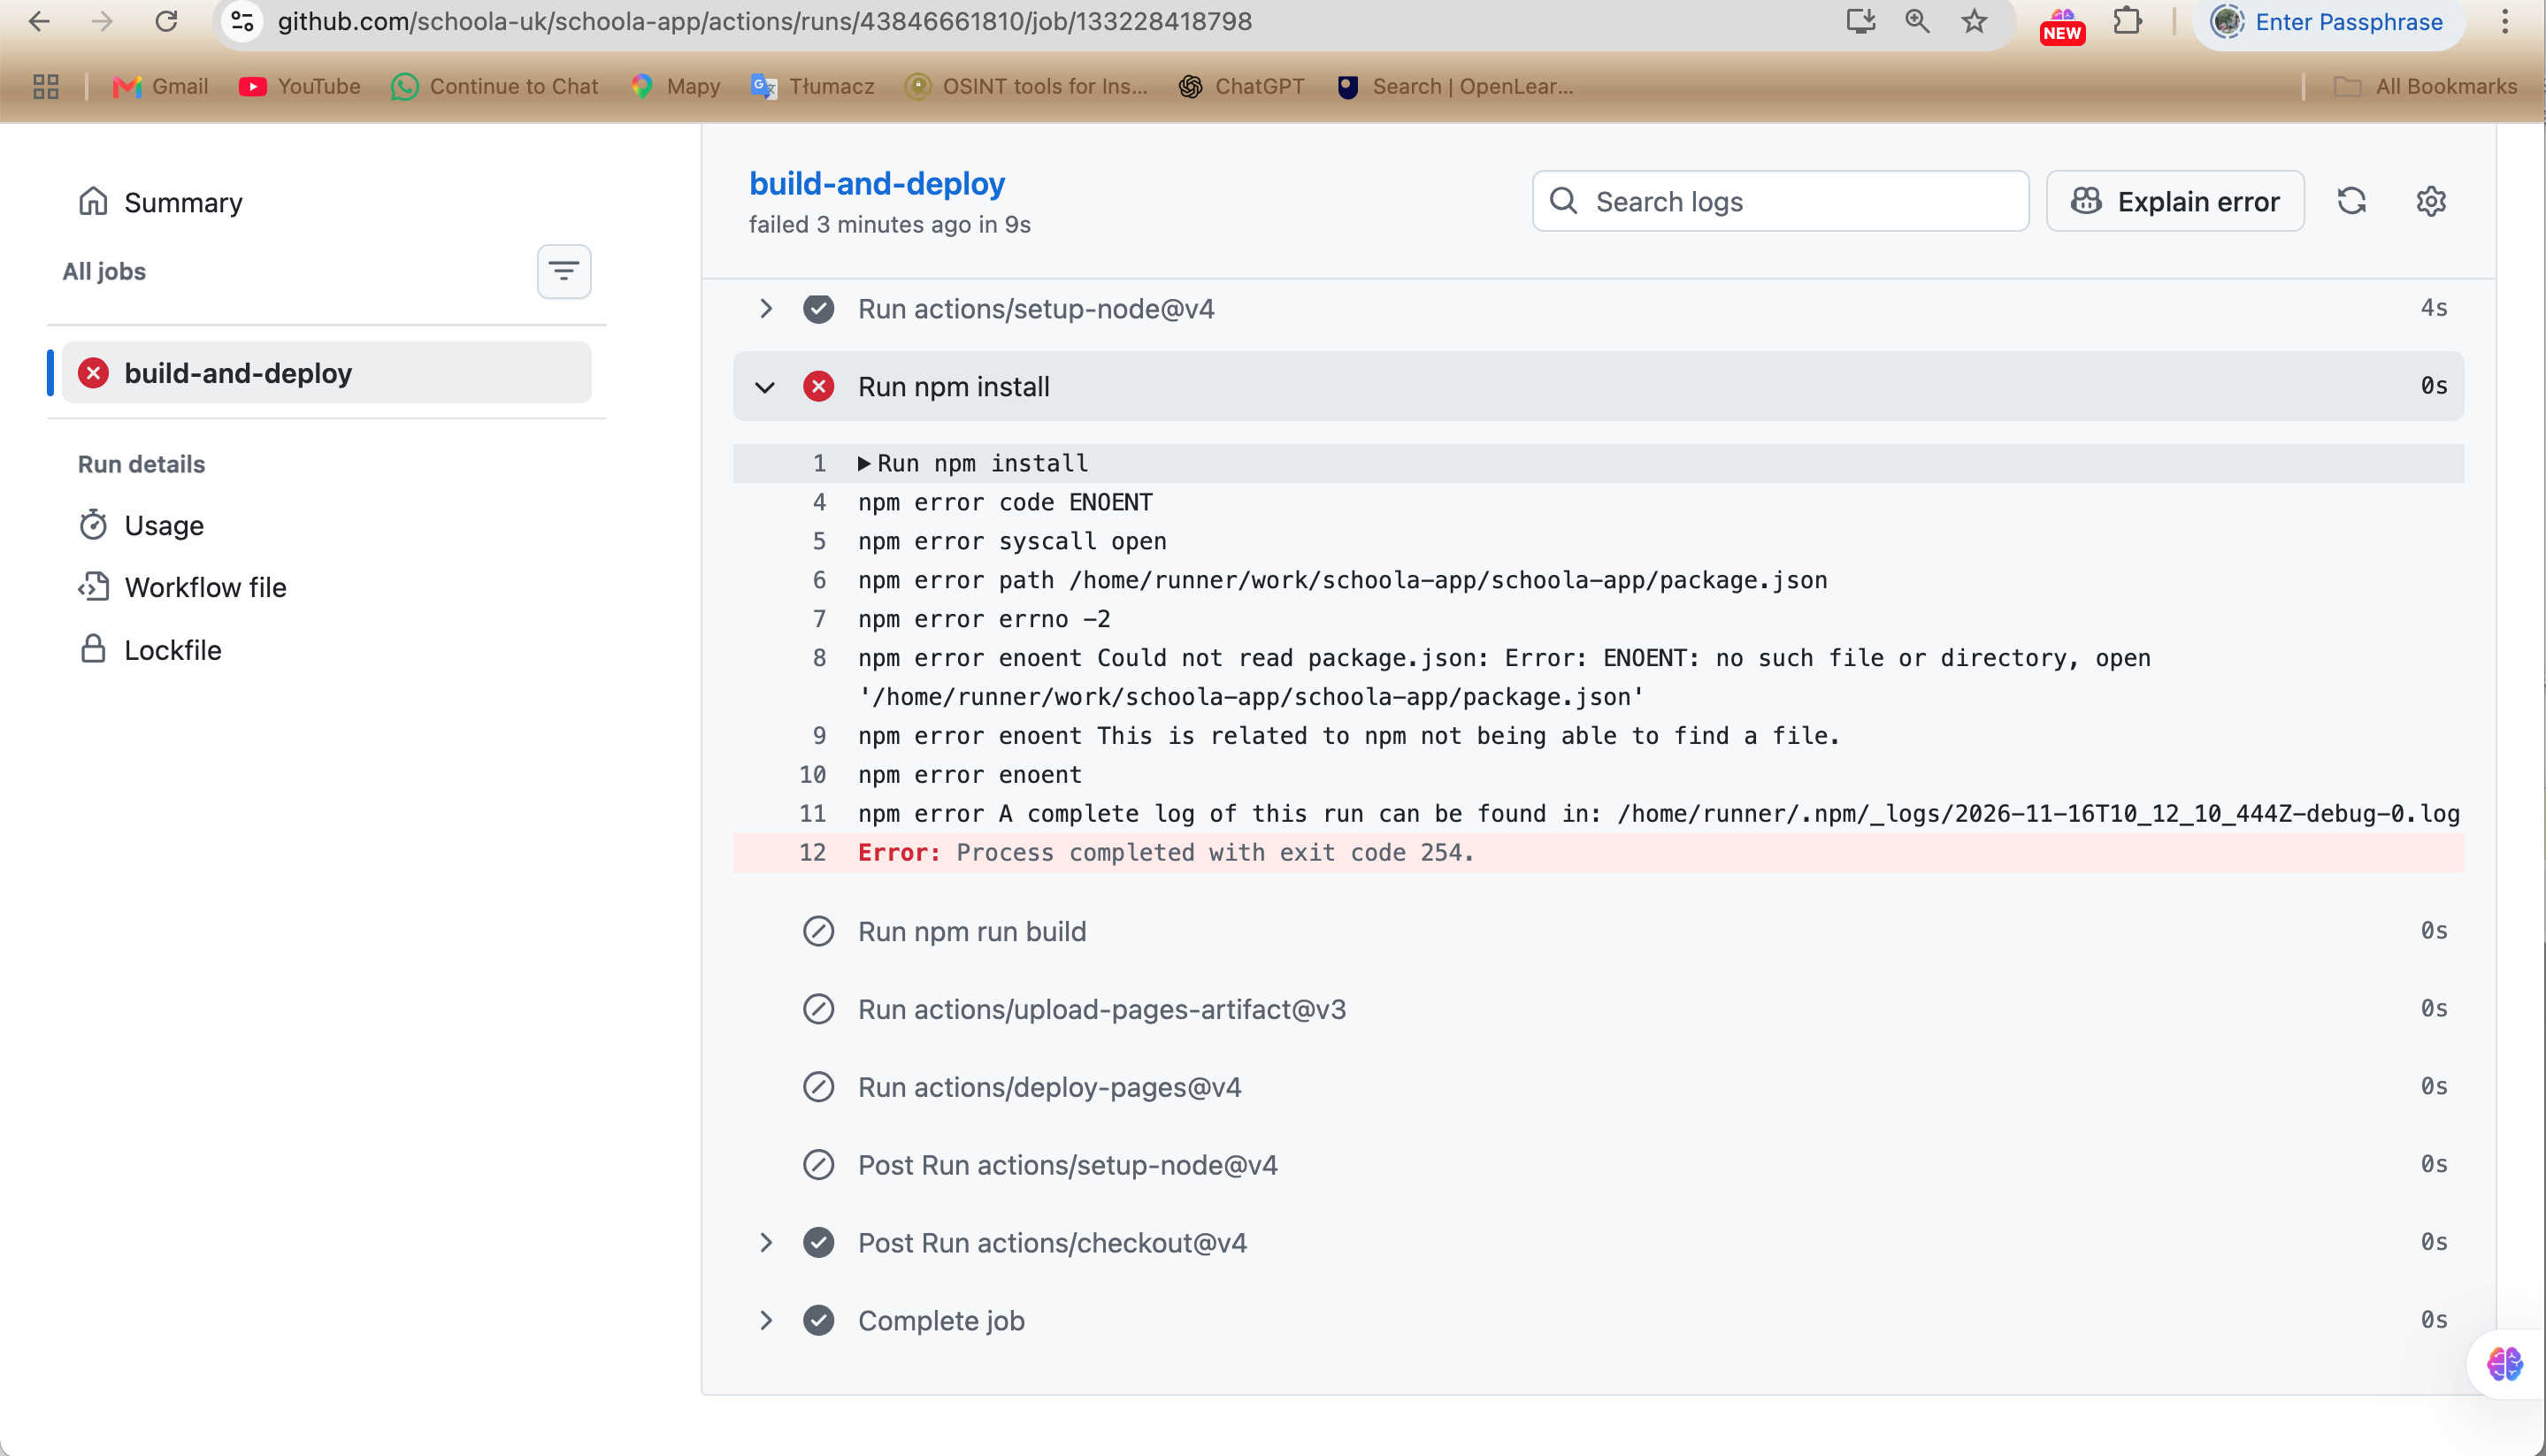 github.com/schoola-uk/schoola-app/actions/runs/43846661810/job/133228418798
NEW
Enter Passphrase
Gmail
YouTube
Continue to Chat
Mapy
Tłumacz
OSINT tools for Ins...
ChatGPT
Search | OpenLear...
All Bookmarks
Summary
All jobs
build-and-deploy
Run details
Usage
Workflow file
Lockfile
build-and-deploy
failed 3 minutes ago in 9s
Search logs
Explain error
Run actions/setup-node@v4 4s
Run npm install 0s
1 Run npm install
4 npm error code ENOENT
5 npm error syscall open
6 npm error path /home/runner/work/schoola-app/schoola-app/package.json
7 npm error errno -2
8 npm error enoent Could not read package.json: Error: ENOENT: no such file or directory, open
'/home/runner/work/schoola-app/schoola-app/package.json'
9 npm error enoent This is related to npm not being able to find a file.
10 npm error enoent
11 npm error A complete log of this run can be found in: /home/runner/.npm/_logs/2026-11-16T10_12_10_444Z-debug-0.log
12 Error: Process completed with exit code 254.
Run npm run build 0s
Run actions/upload-pages-artifact@v3 0s
Run actions/deploy-pages@v4 0s
Post Run actions/setup-node@v4 0s
Post Run actions/checkout@v4 0s
Complete job 0s